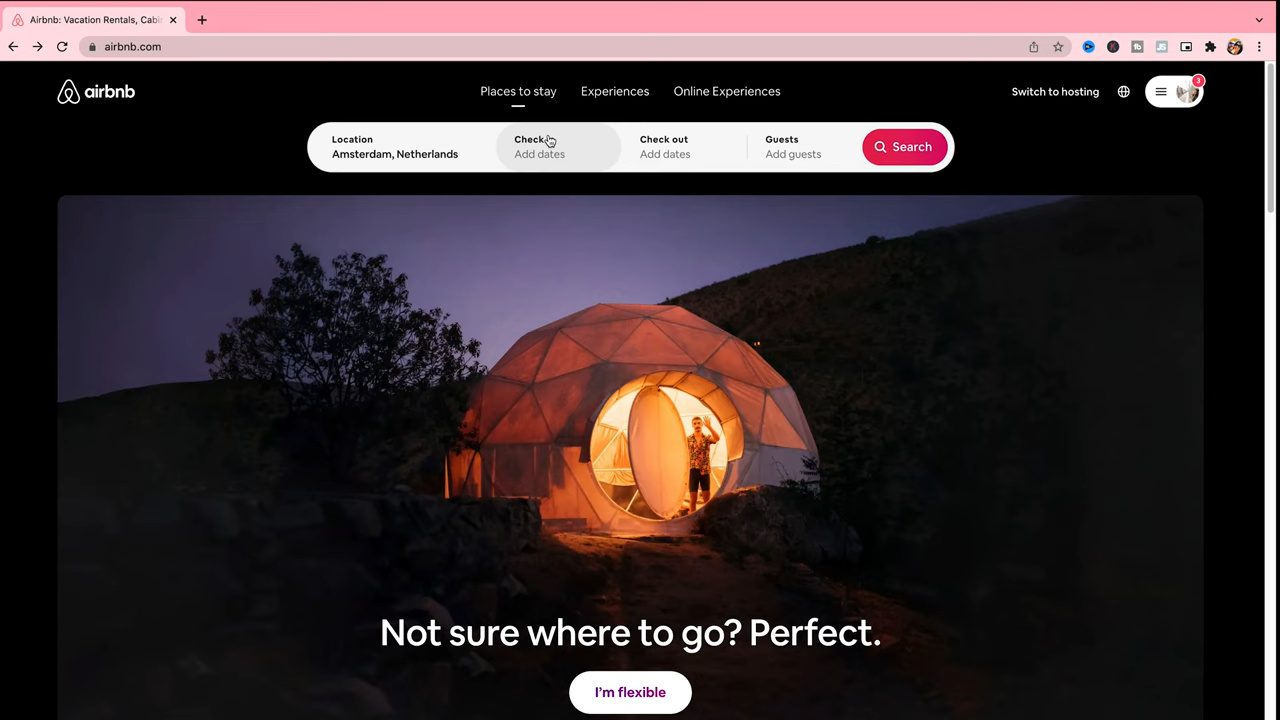 Airbnb: Vacation Rentals, Cabi
airbnb.com
airbnb
Places to stay
Experiences
Online Experiences
Switch to hosting
3
Location
Amsterdam, Netherlands
Check
Add dates
Check out
Add dates
Guests
Add guests
Search
Not sure where to go? Perfect.
I'm flexible